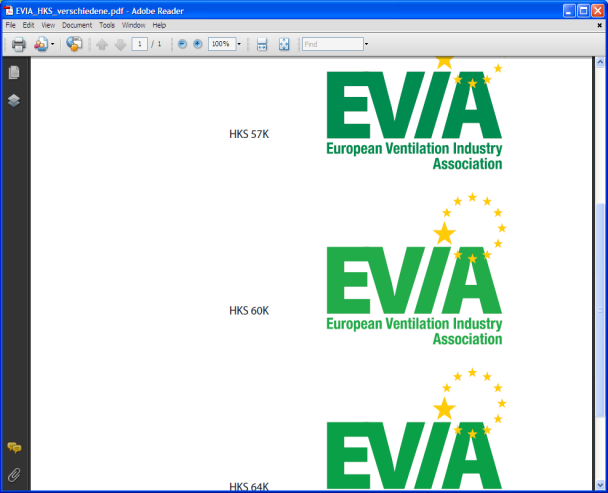 EVIA_HKS_verschiedene.pdf - Adobe Reader
File Edit View Document Tools Window Help
1 / 1 100% Find
EVIA
HKS 57K
European Ventilation Industry
Association
EVIA
HKS 60K
European Ventilation Industry
Association
EVIA
HKS 64K